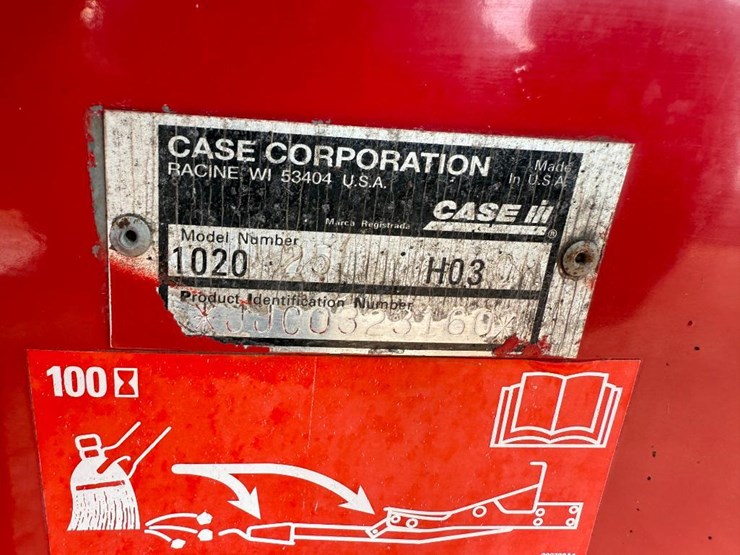 CASE CORPORATION
RACINE, WI 53404 U.S.A.
Made
In U.S.A.
CASE IH
Marca Registrada
®
Model Number
1020 H03
Product Identification Number
JJC0323160
100